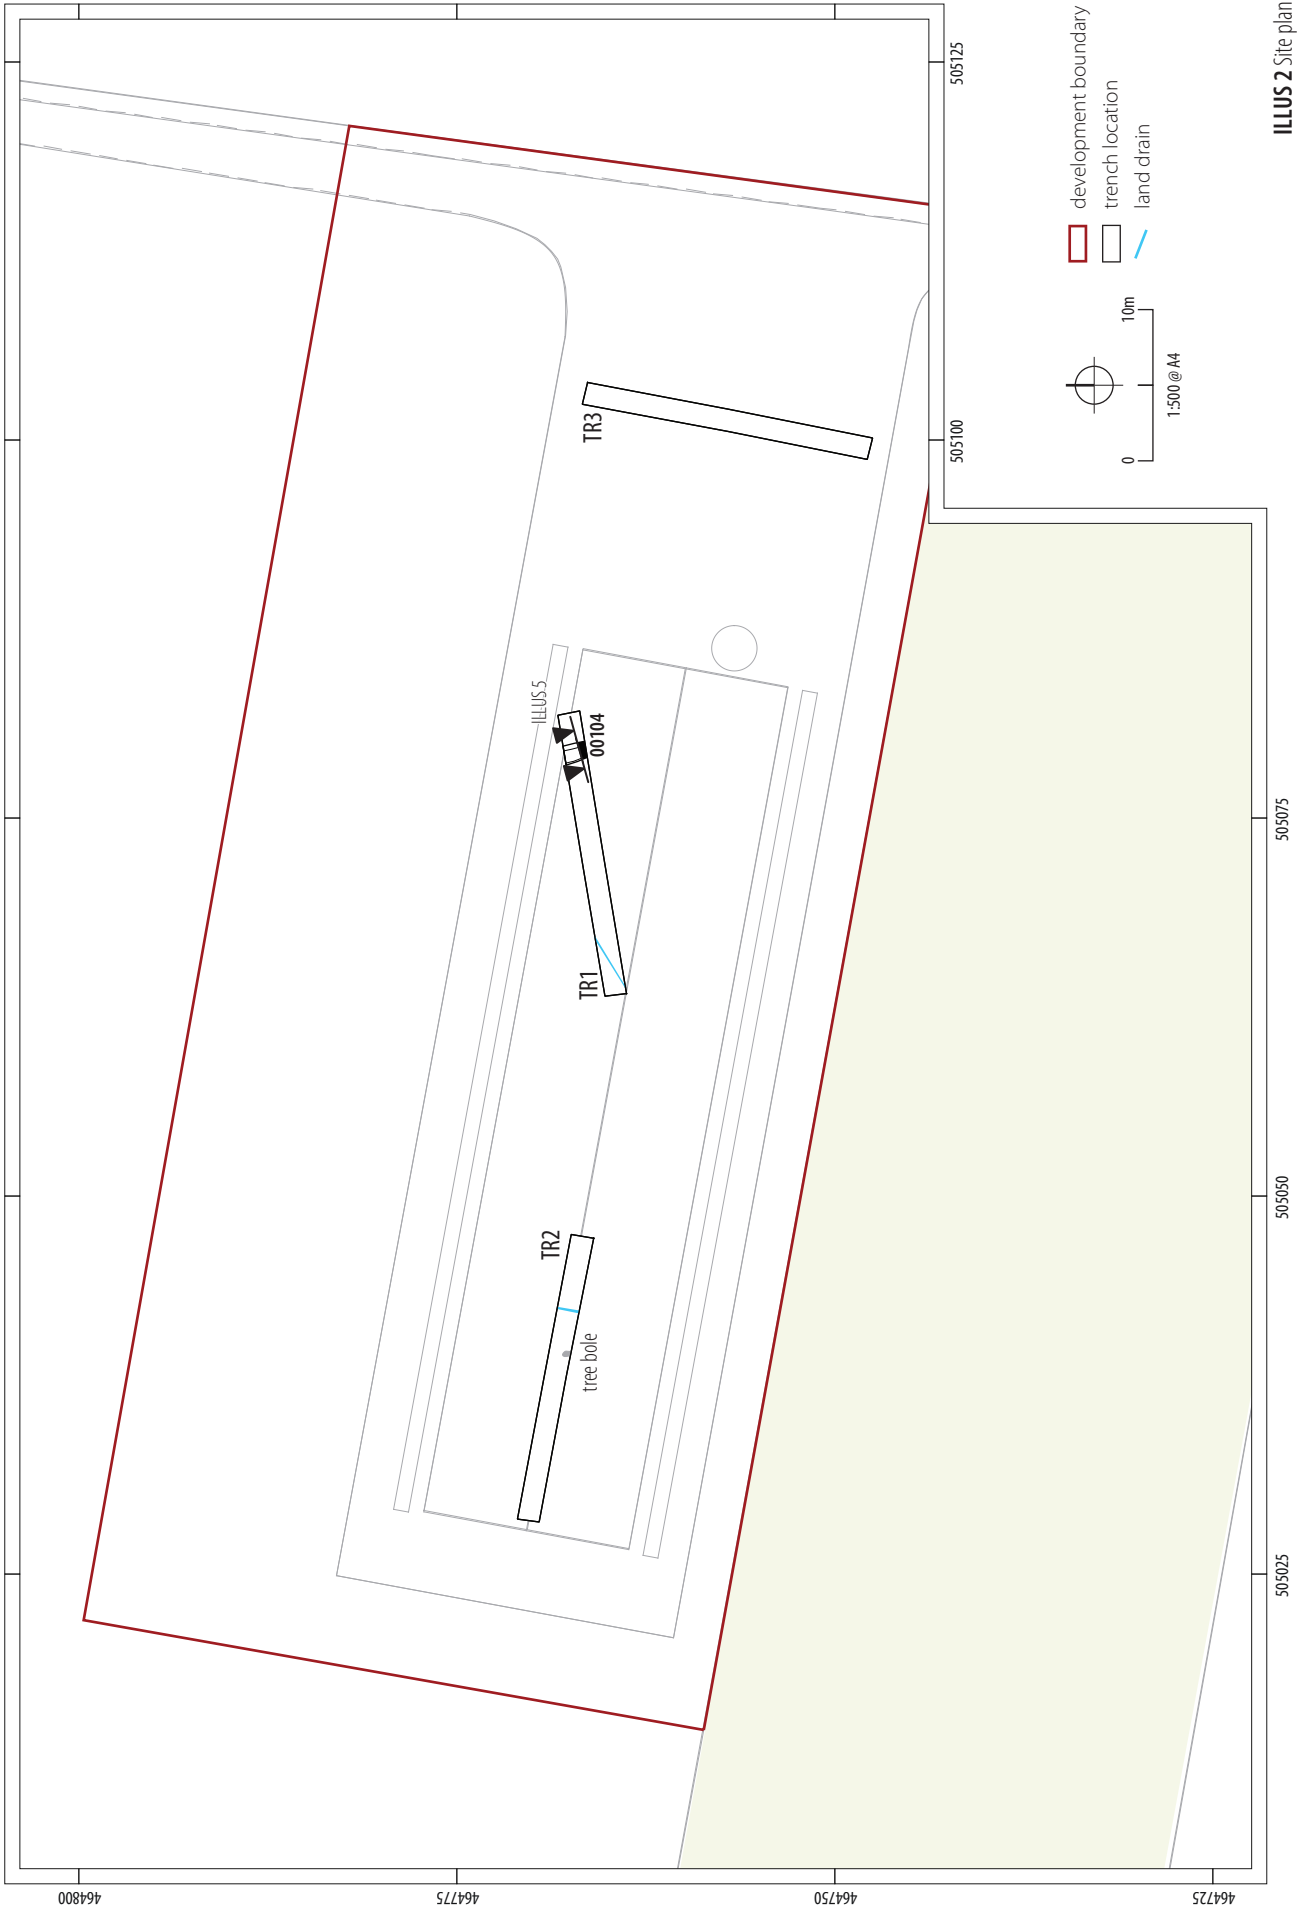 505125
505100
505075
505050
505025
464800
464775
464750
464725
TR3
ILLUS 5
00104
TR1
TR2
tree bole
development boundary
trench location
land drain
0
10m
1:500 @ A4
ILLUS 2 Site plan